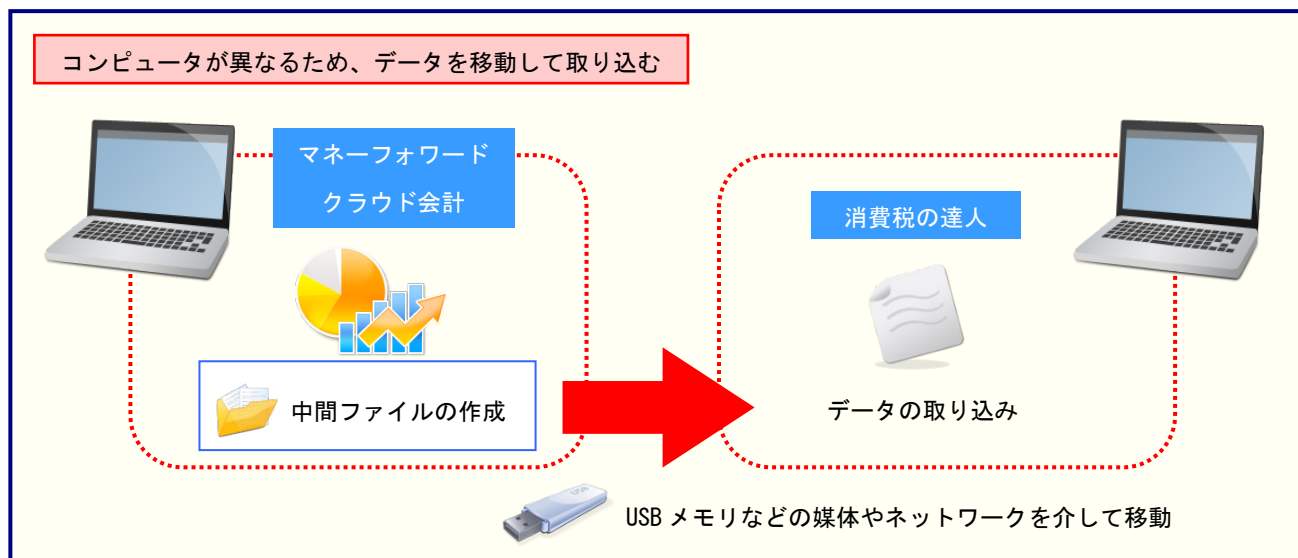 コンピュータが異なるため、データを移動して取り込む
マネーフォワード
クラウド会計
消費税の達人
中間ファイルの作成
データの取り込み
USB
USB メモリなどの媒体やネットワークを介して移動